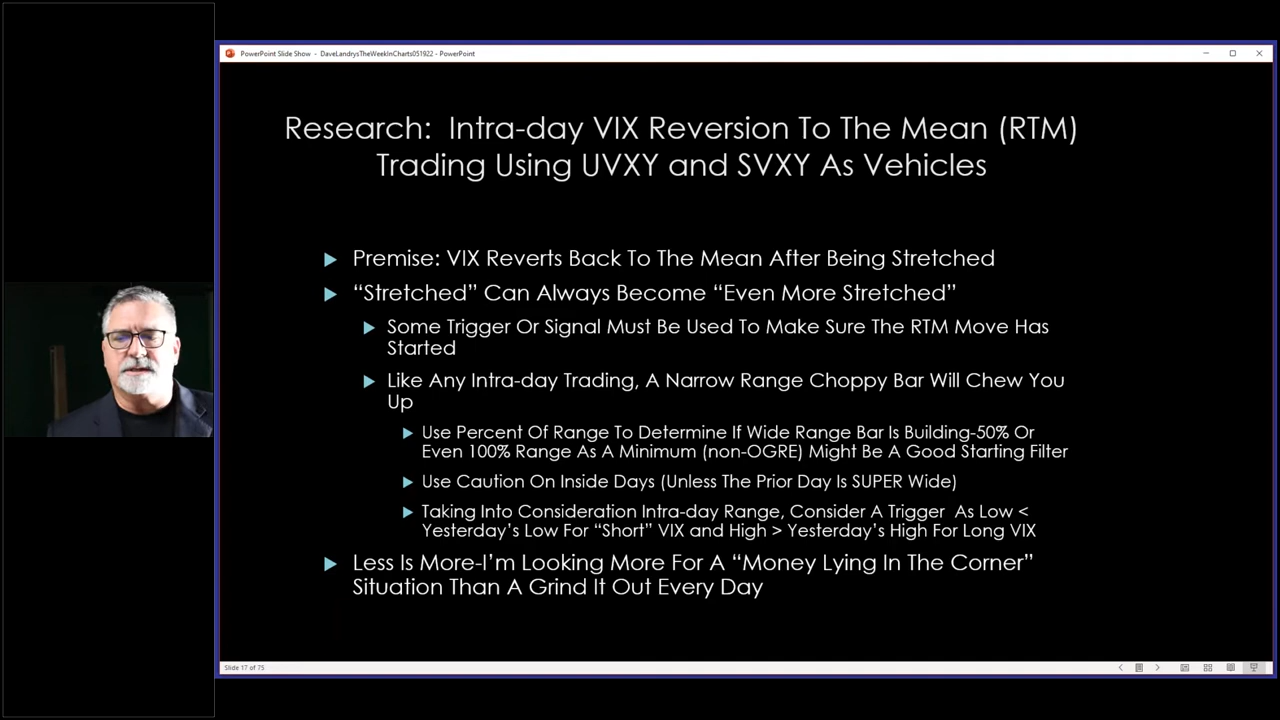 PowerPoint Slide Show - DaveLandrysTheWeekInCharts051922 - PowerPoint
Research: Intra-day VIX Reversion To The Mean (RTM)
Trading Using UVXY and SVXY As Vehicles
Premise: VIX Reverts Back To The Mean After Being Stretched
“Stretched” Can Always Become “Even More Stretched”
Some Trigger Or Signal Must Be Used To Make Sure The RTM Move Has
Started
Like Any Intra-day Trading, A Narrow Range Choppy Bar Will Chew You
Up
Use Percent Of Range To Determine If Wide Range Bar Is Building-50% Or
Even 100% Range As A Minimum (non-OGRE) Might Be A Good Starting Filter
Use Caution On Inside Days (Unless The Prior Day Is SUPER Wide)
Taking Into Consideration Intra-day Range, Consider A Trigger As Low <
Yesterday’s Low For “Short” VIX and High > Yesterday’s High For Long VIX
Less Is More-I’m Looking More For A “Money Lying In The Corner”
Situation Than A Grind It Out Every Day
Slide 17 of 75